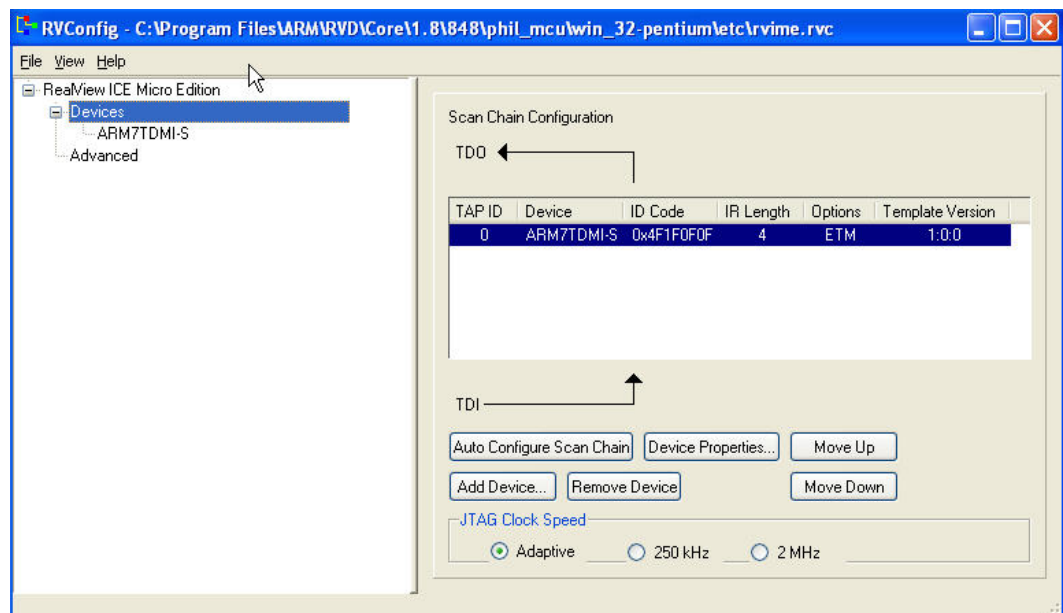 RVConfig - C:\Program Files\ARM\RVD\Core\1.8\848\phil_mcu\win_32-pentium\etc\rvime.rvc
File View Help
RealView ICE Micro Edition
Devices
ARM7TDMI-S
Advanced
Scan Chain Configuration
TDO
TAP ID Device ID Code IR Length Options Template Version
0 ARM7TDMI-S 0x4F1F0F0F 4 ETM 1:0:0
TDI
Auto Configure Scan Chain Device Properties... Move Up
Add Device... Remove Device Move Down
JTAG Clock Speed
Adaptive 250 kHz 2 MHz